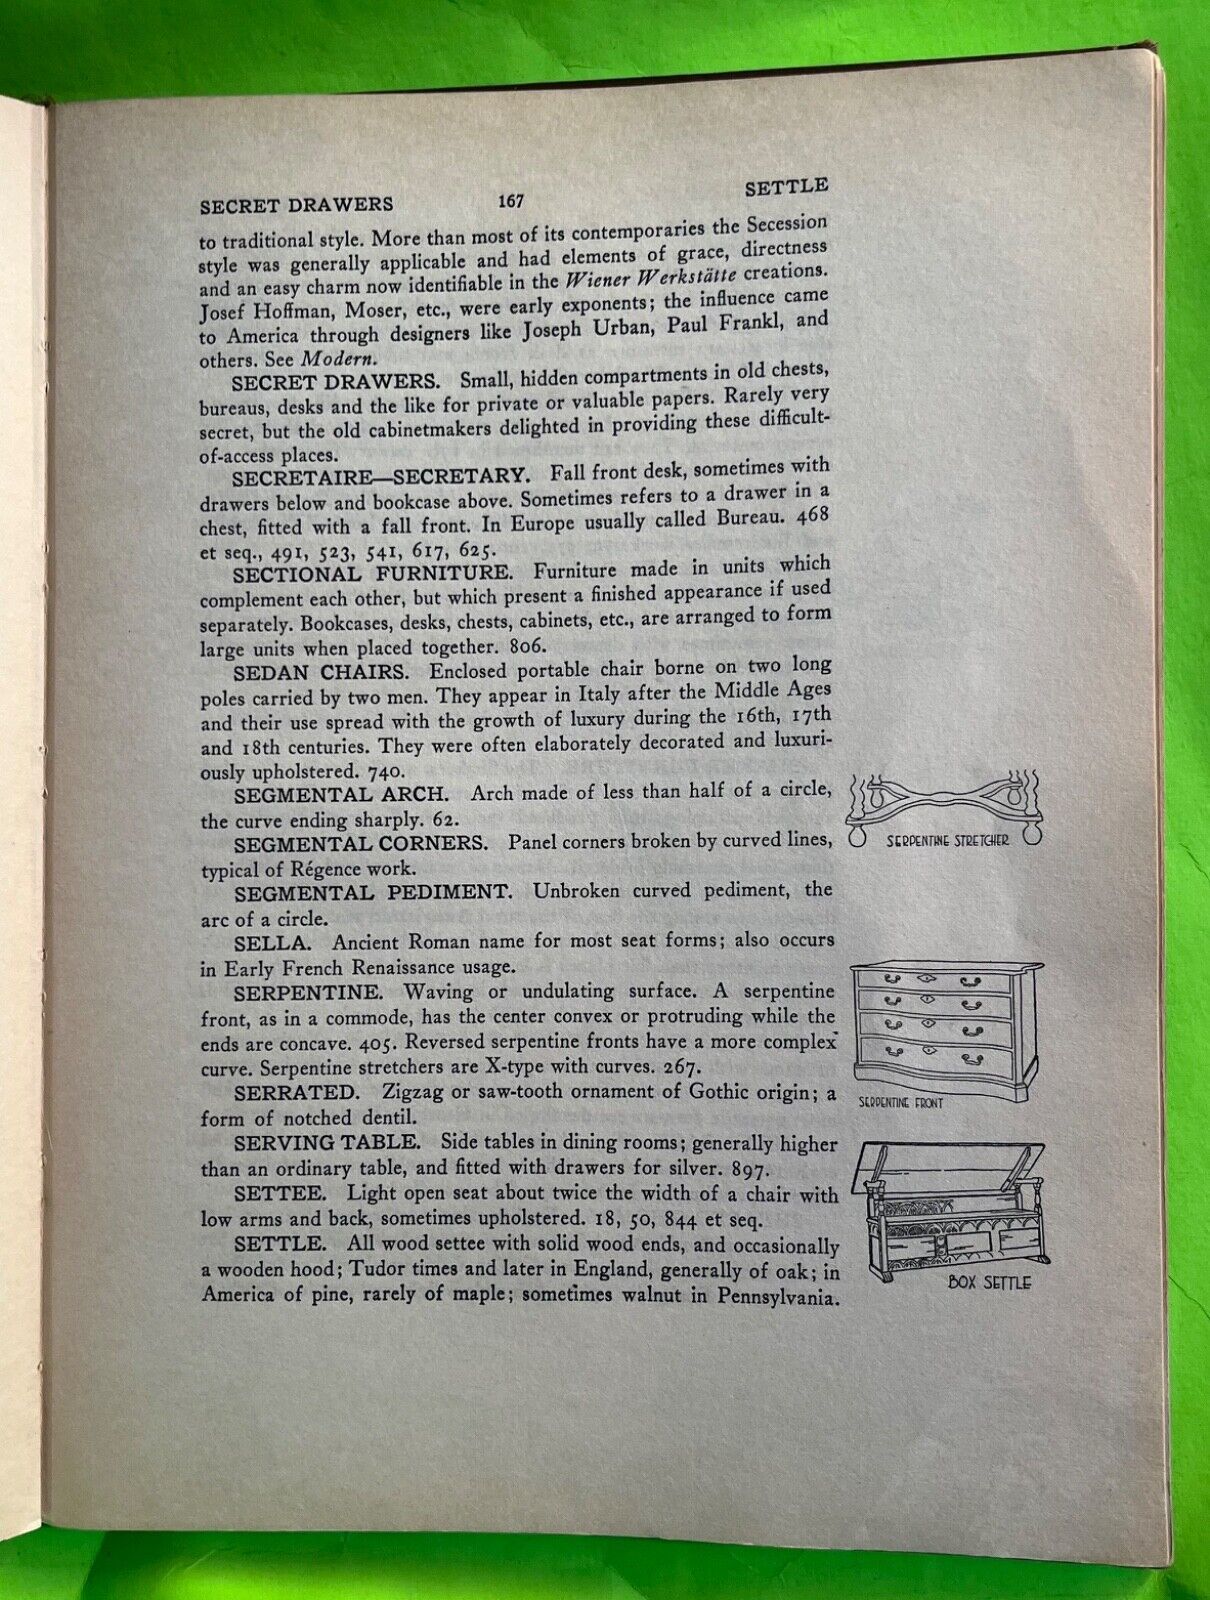 SECRET DRAWERS 167 SETTLE
to traditional style. More than most of its contemporaries the Secession
style was generally applicable and had elements of grace, directness
and an easy charm now identifiable in the Wiener Werkstätte creations.
Josef Hoffman, Moser, etc., were early exponents; the influence came
to America through designers like Joseph Urban, Paul Frankl, and
others. See Modern.
SECRET DRAWERS. Small, hidden compartments in old chests,
bureaus, desks and the like for private or valuable papers. Rarely very
secret, but the old cabinetmakers delighted in providing these difficult-
of-access places.
SECRETAIRE—SECRETARY. Fall front desk, sometimes with
drawers below and bookcase above. Sometimes refers to a drawer in a
chest, fitted with a fall front. In Europe usually called Bureau. 468
et seq., 491, 523, 541, 617, 625.
SECTIONAL FURNITURE. Furniture made in units which
complement each other, but which present a finished appearance if used
separately. Bookcases, desks, chests, cabinets, etc., are arranged to form
large units when placed together. 806.
SEDAN CHAIRS. Enclosed portable chair borne on two long
poles carried by two men. They appear in Italy after the Middle Ages
and their use spread with the growth of luxury during the 16th, 17th
and 18th centuries. They were often elaborately decorated and luxuri-
ously upholstered. 740.
SEGMENTAL ARCH. Arch made of less than half of a circle,
the curve ending sharply. 62.
SEGMENTAL CORNERS. Panel corners broken by curved lines,
typical of Régence work.
SEGMENTAL PEDIMENT. Unbroken curved pediment, the
arc of a circle.
SELLA. Ancient Roman name for most seat forms; also occurs
in Early French Renaissance usage.
SERPENTINE. Waving or undulating surface. A serpentine
front, as in a commode, has the center convex or protruding while the
ends are concave. 405. Reversed serpentine fronts have a more complex
curve. Serpentine stretchers are X-type with curves. 267.
SERRATED. Zigzag or saw-tooth ornament of Gothic origin; a
form of notched dentil.
SERVING TABLE. Side tables in dining rooms; generally higher
than an ordinary table, and fitted with drawers for silver. 897.
SETTEE. Light open seat about twice the width of a chair with
low arms and back, sometimes upholstered. 18, 50, 844 et seq.
SETTLE. All wood settee with solid wood ends, and occasionally
a wooden hood; Tudor times and later in England, generally of oak; in
America of pine, rarely of maple; sometimes walnut in Pennsylvania.
SERPENTINE STRETCHER
SERPENTINE FRONT
BOX SETTLE